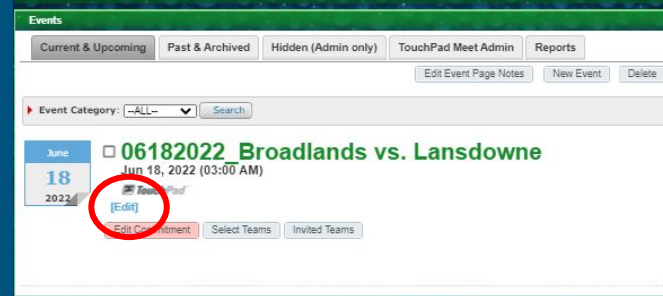 Events
Current & Upcoming Past & Archived Hidden (Admin only) TouchPad Meet Admin Reports
Edit Event Page Notes New Event Delete
Event Category: --ALL-- Search
June
18
2022
06182022_Broadlands vs. Lansdowne
Jun 18, 2022 (03:00 AM)
TouchPad
[Edit]
Edit Commitment Select Teams Invited Teams